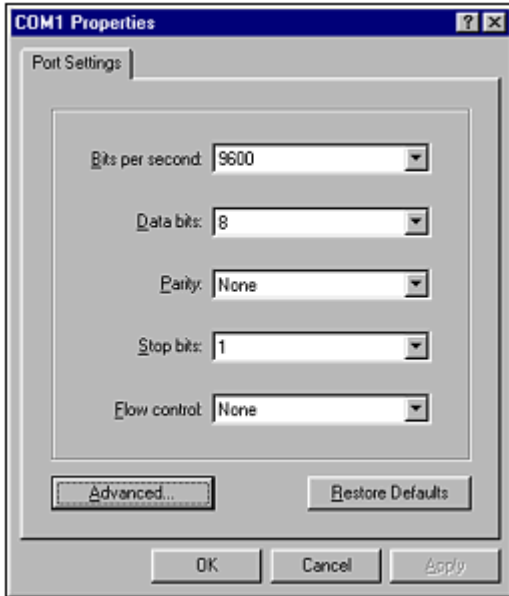 COM1 Properties
Port Settings
Bits per second: 9600
Data bits: 8
Parity: None
Stop bits: 1
Flow control: None
Advanced...
Restore Defaults
OK
Cancel
Apply